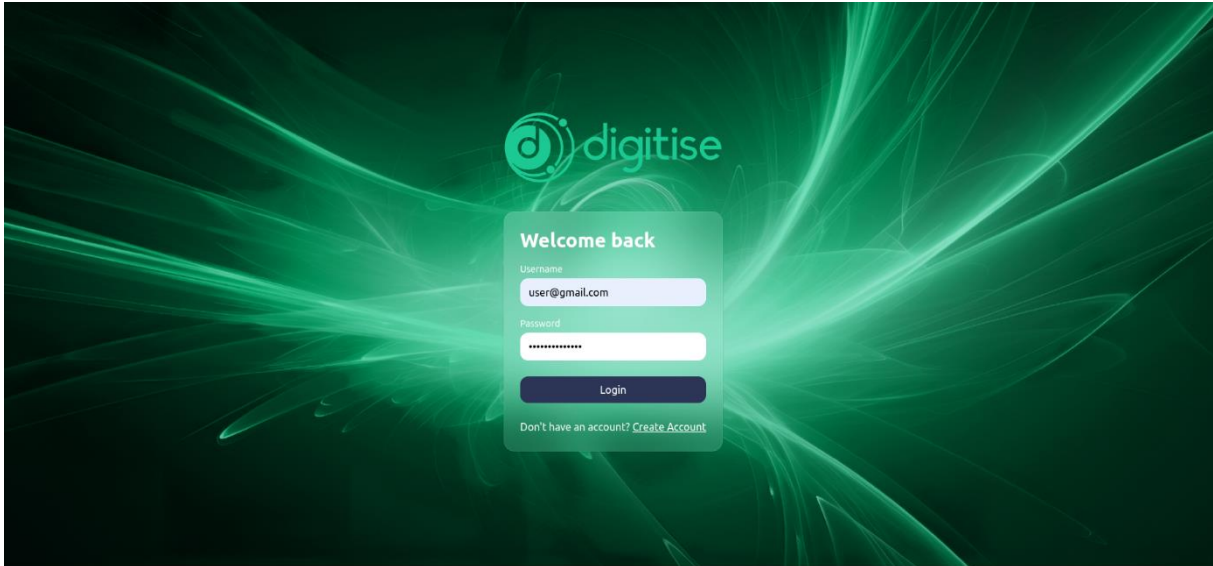 digitise
Welcome back
Username
user@gmail.com
Password
••••••••••••••
Login
Don't have an account? Create Account